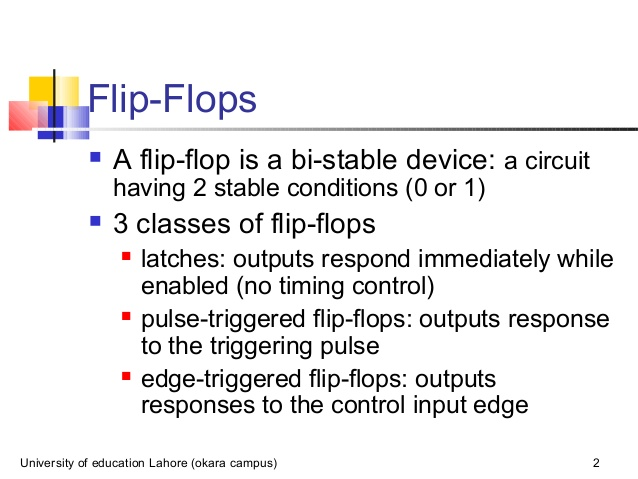 Flip-Flops
A flip-flop is a bi-stable device: a circuit
having 2 stable conditions (0 or 1)
3 classes of flip-flops
latches: outputs respond immediately while
enabled (no timing control)
pulse-triggered flip-flops: outputs response
to the triggering pulse
edge-triggered flip-flops: outputs
responses to the control input edge
University of education Lahore (okara campus)
2